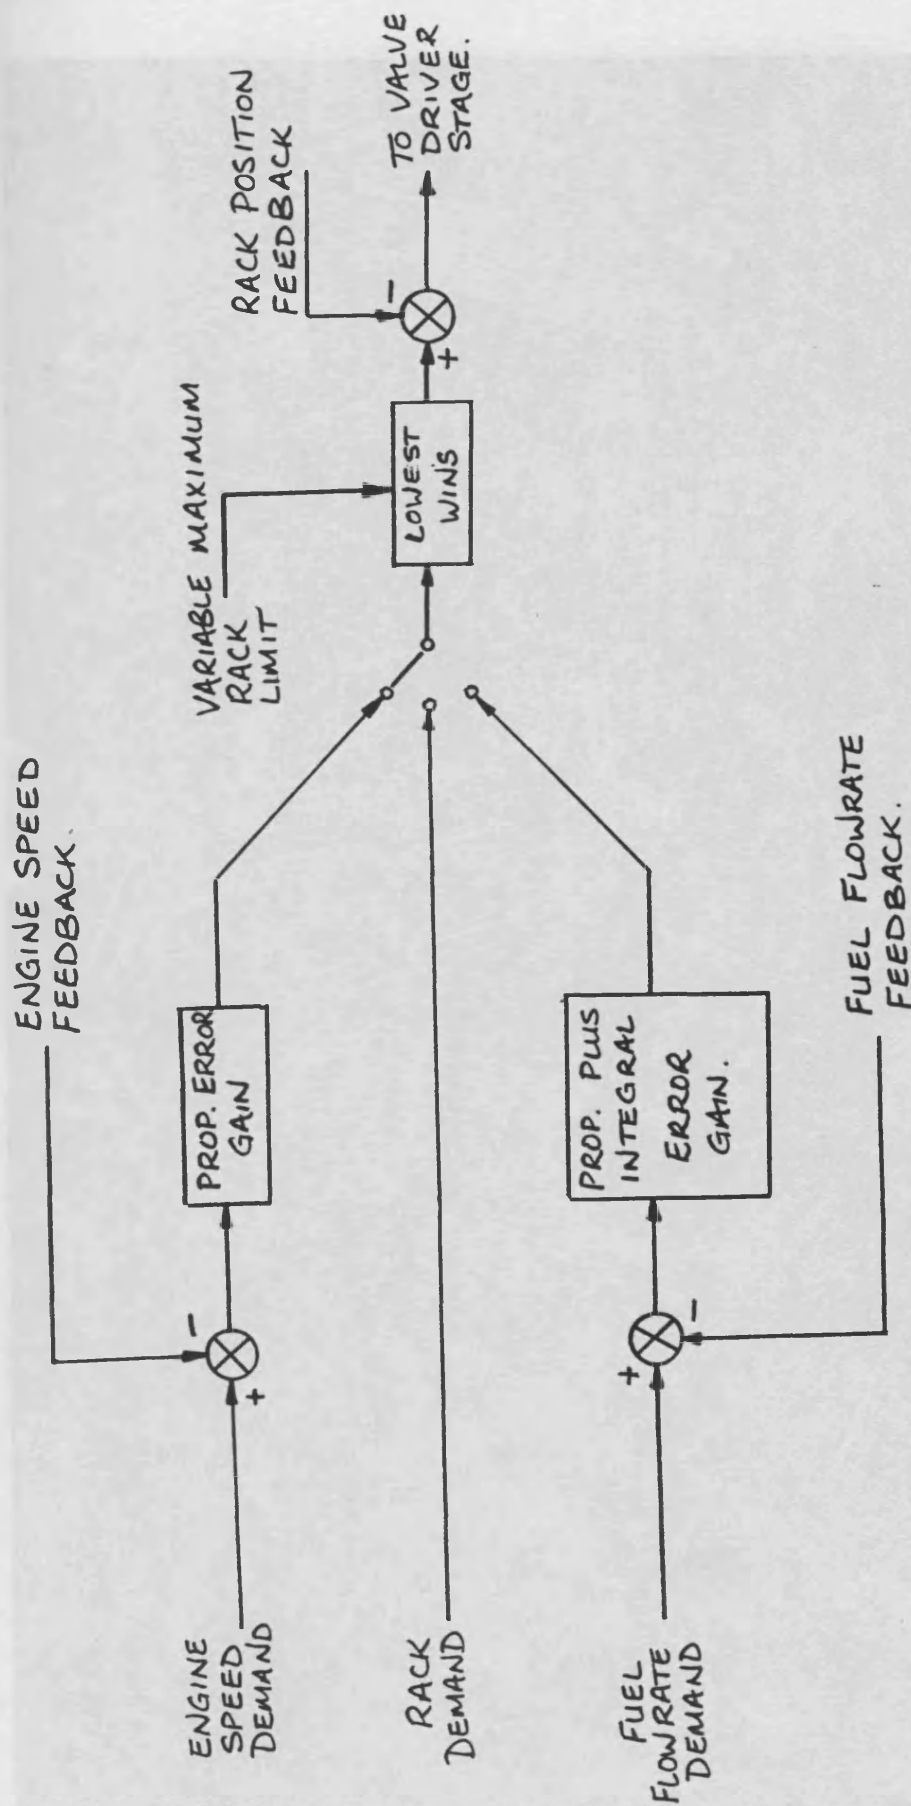 ENGINE SPEED
FEEDBACK.
ENGINE
SPEED
DEMAND
+
-
PROP. ERROR
GAIN
VARIABLE MAXIMUM
RACK
LIMIT
RACK POSITION
FEEDBACK
RACK
DEMAND
LOWEST
WINS
+
-
TO VALVE
DRIVER
STAGE.
FUEL
FLOWRATE
DEMAND
+
-
PROP. PLUS
INTEGRAL
ERROR
GAIN.
FUEL FLOWRATE
FEEDBACK.